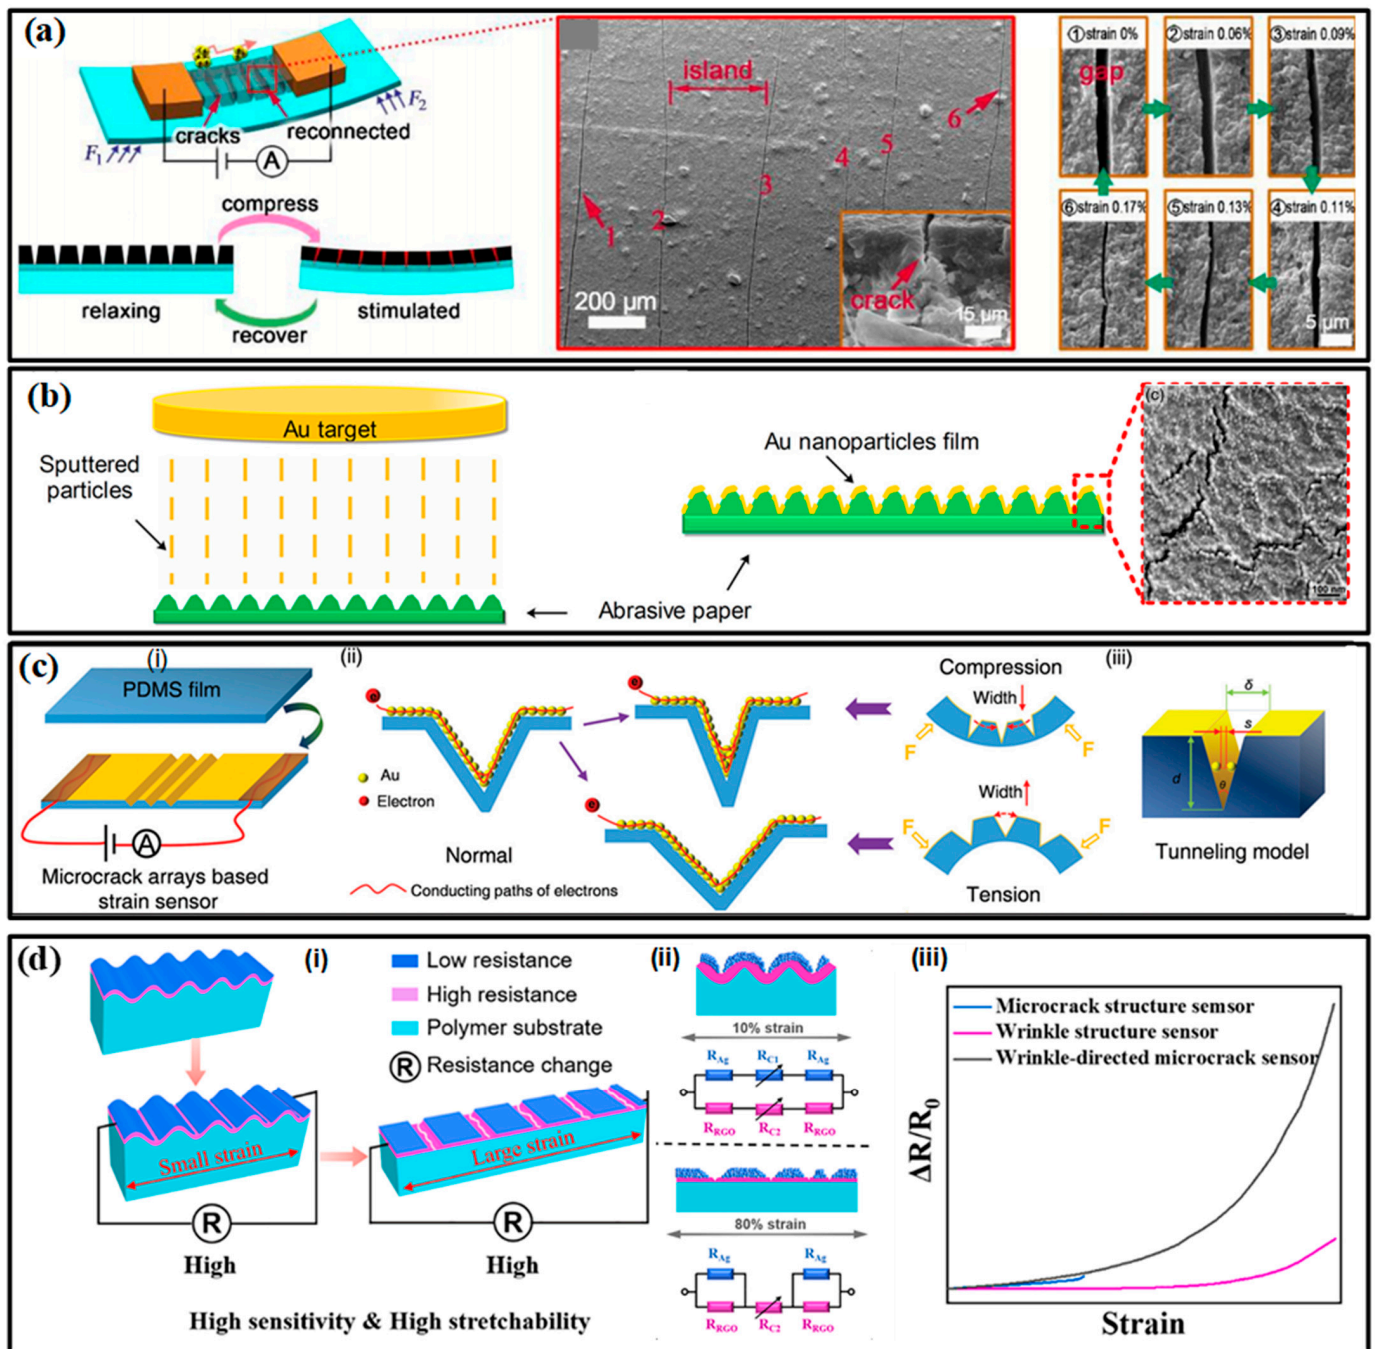 (a)
F1
F2
cracks
reconnected
A
compress
relaxing
stimulated
recover
island
1
2
3
4
5
6
200 μm
crack
15 μm
①strain 0%
②strain 0.06%
③strain 0.09%
gap
⑥strain 0.17%
⑤strain 0.13%
④strain 0.11%
5 μm
(b)
Au target
Sputtered
particles
Au nanoparticles film
Abrasive paper
(c)
100 nm
(c)
(i)
PDMS film
A
Microcrack arrays based
strain sensor
(ii)
e
Au
Electron
Normal
Conducting paths of electrons
e
e
Compression
Width
F
F
Width
F
F
Tension
(iii)
δ
s
d
θ
Tunneling model
(d)
(i)
Low resistance
High resistance
Polymer substrate
R Resistance change
Small strain
Large strain
R
R
High
High
High sensitivity & High stretchability
(ii)
10% strain
RAg
RC1
RAg
RRGO
RC2
RRGO
80% strain
RAg
RAg
RRGO
RC2
RRGO
(iii)
Microcrack structure semsor
Wrinkle structure sensor
Wrinkle-directed microcrack sensor
ΔR/R0
Strain